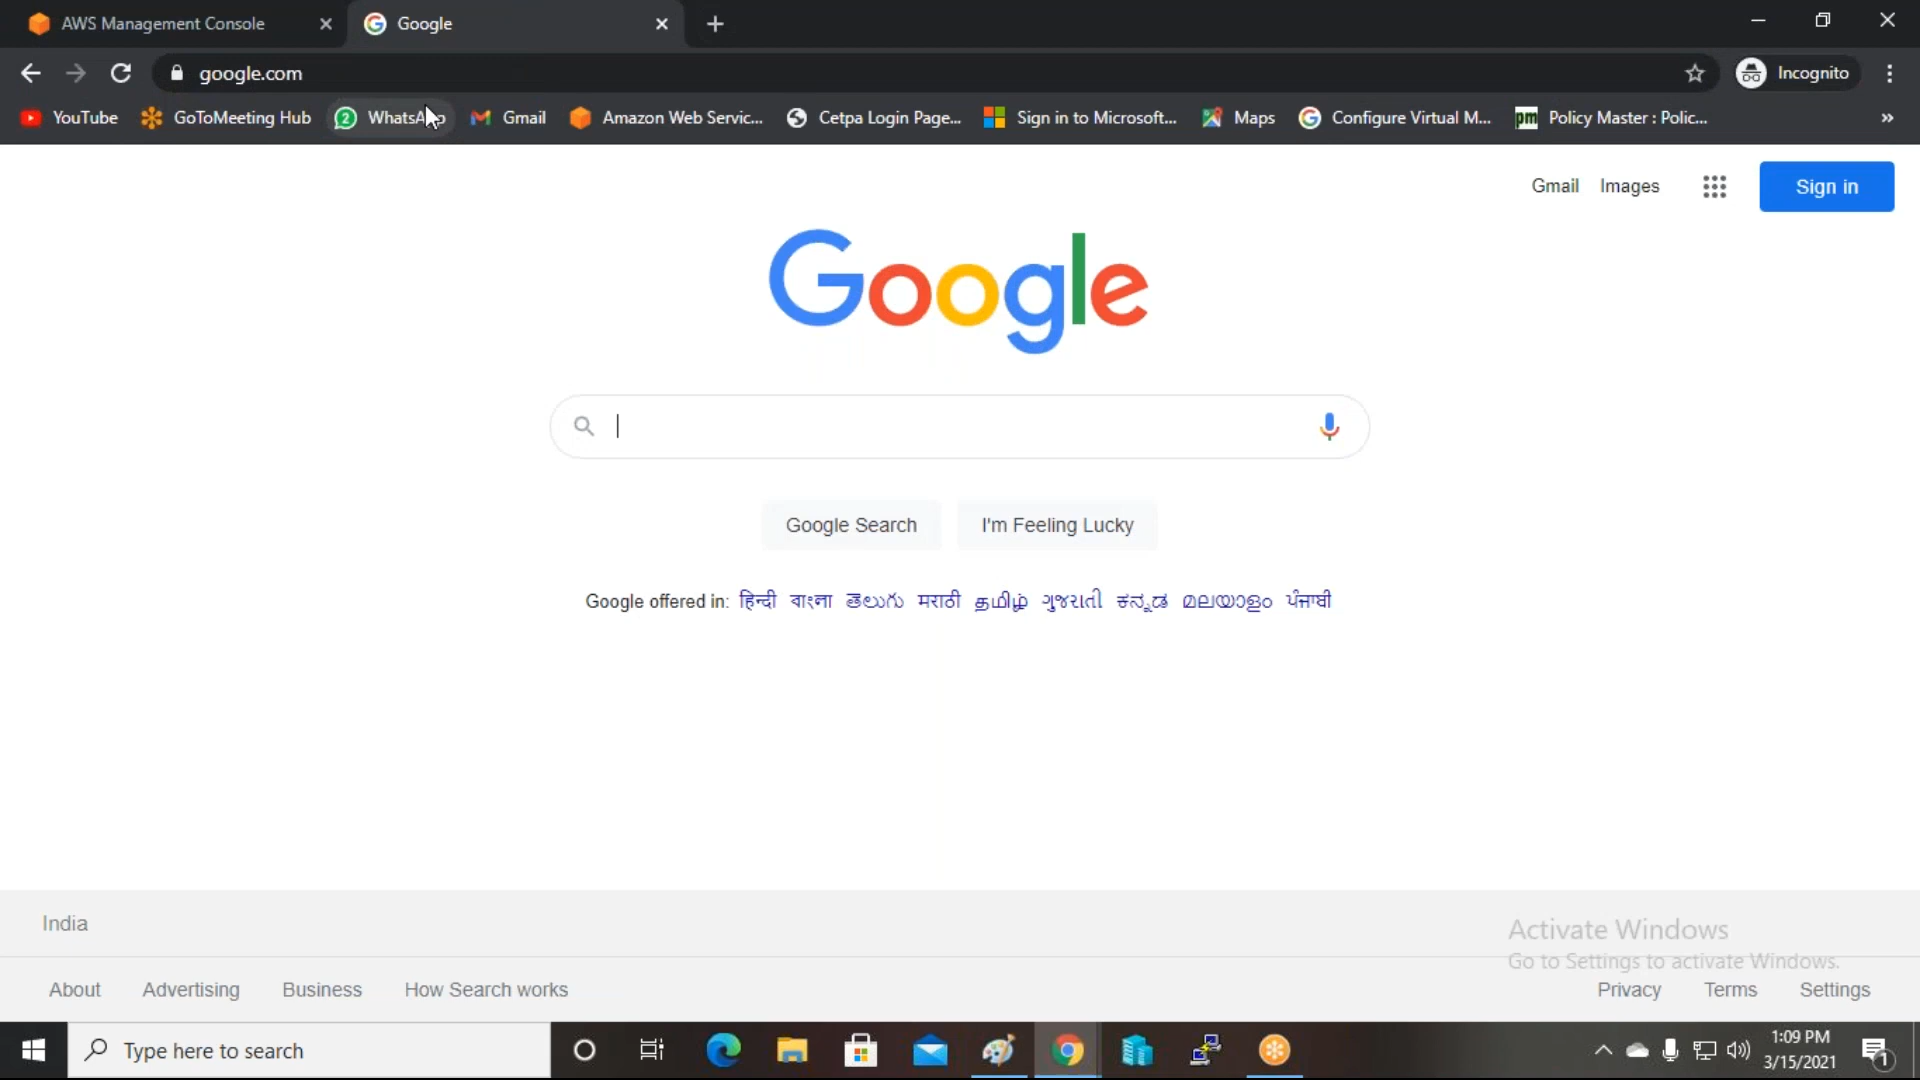 AWS Management Console
Google
google.com
Incognito
YouTube GoToMeeting Hub WhatsApp Gmail Amazon Web Servic... Cetpa Login Page... Sign in to Microsoft... Maps Configure Virtual M... pm Policy Master : Polic... »
Gmail Images Sign in
Google
Google Search I'm Feeling Lucky
Google offered in: हिन्दी বাংলা తెలుగు मराठी தமிழ் ગુજરાતી ಕನ್ನಡ മലയാളം ਪੰਜਾਬੀ
India
Activate Windows
Go to Settings to activate Windows.
About Advertising Business How Search works Privacy Terms Settings
Type here to search
1:09 PM
3/15/2021
1